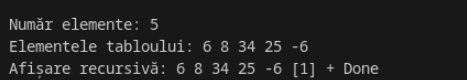 Număr elemente: 5
Elementele tabloului: 6 8 34 25 -6
Afișare recursivă: 6 8 34 25 -6 [1] + Done